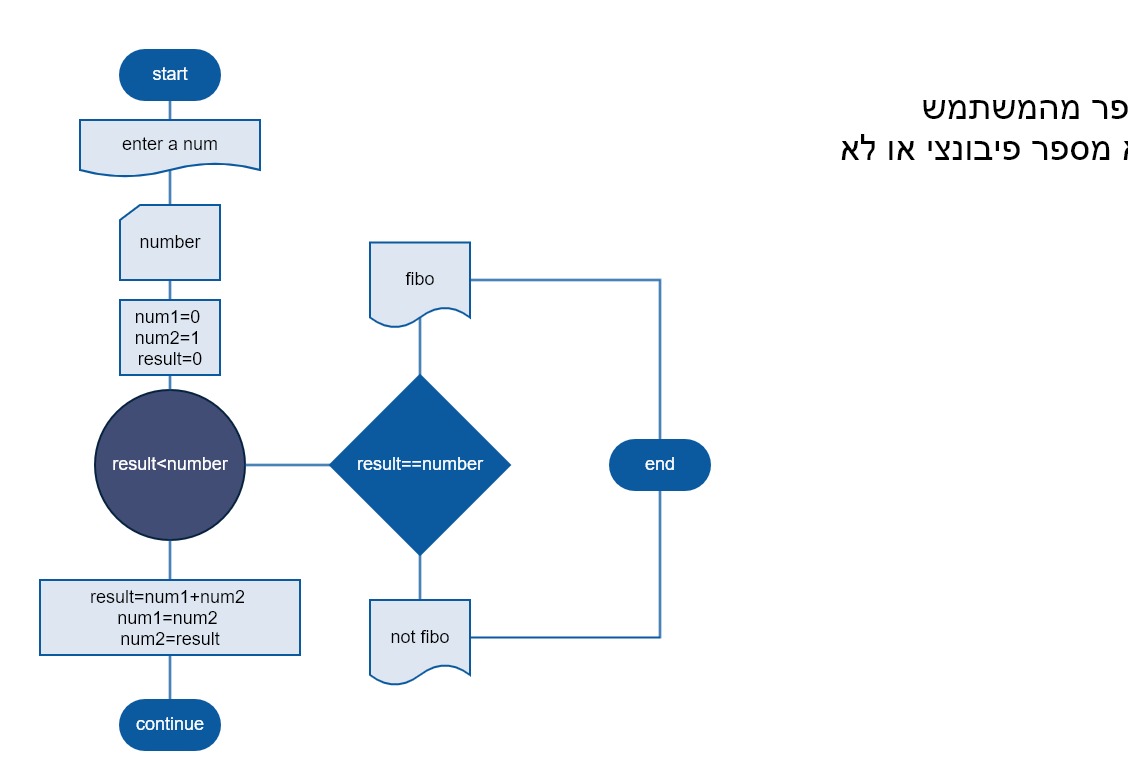 start
enter a num
number
num1=0
num2=1
result=0
result<number
result=num1+num2
num1=num2
num2=result
continue
fibo
result==number
not fibo
end
מהמשתמש
מספר פיבונצי או לא